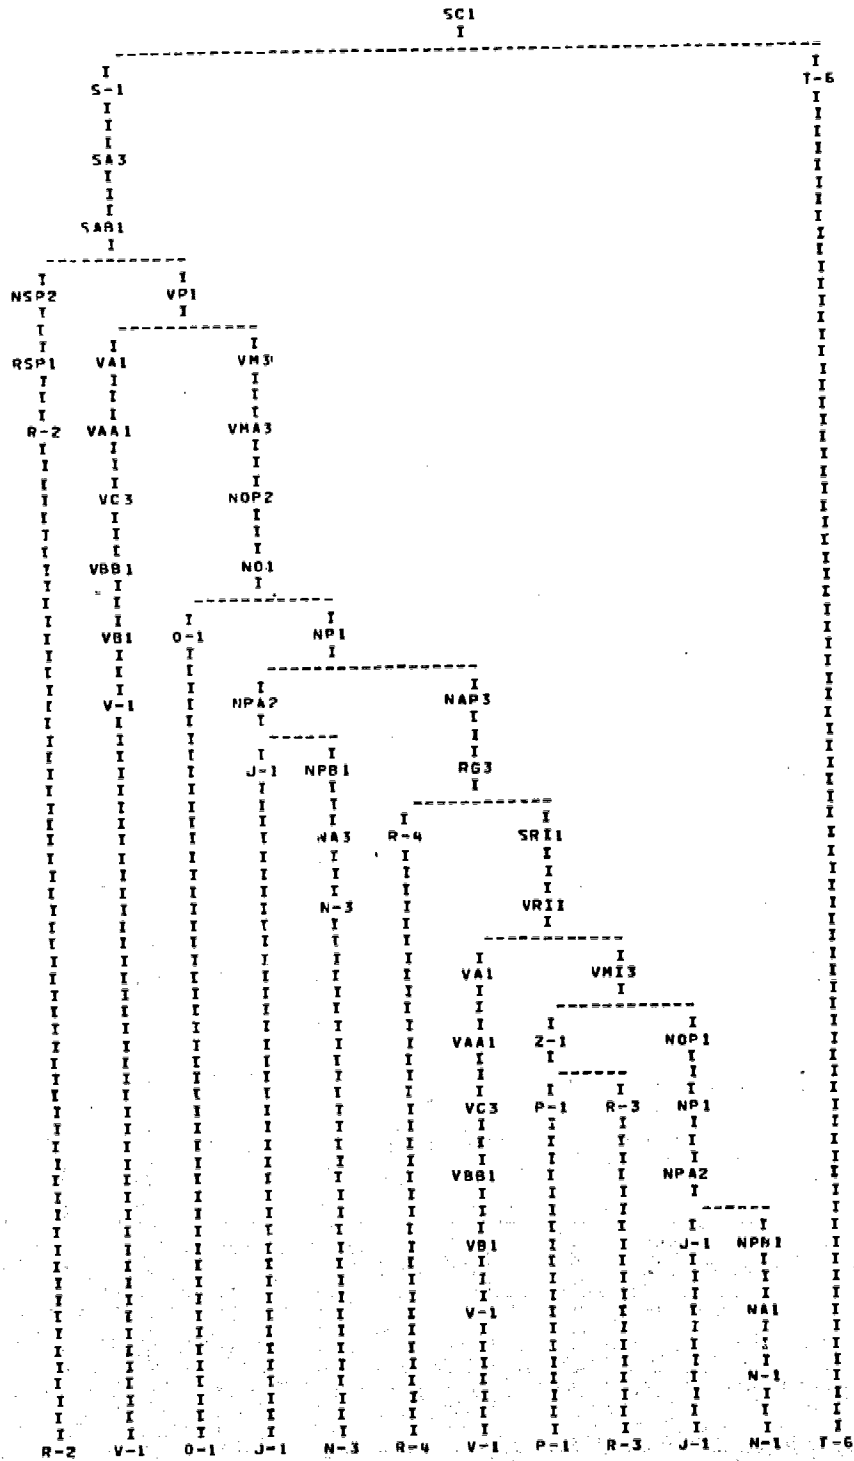 SC1
S-1 T-6
SA3
SAB1
NSP2 VP1
RSP1 VA1 VM3
R-2 VAA1 VMA3
VC3 NOP2
VBB1 NO1
VB1 O-1 NP1
V-1 NPA2 NAP3
J-1 NPB1 RG3
NA3 R-4 SRI1
N-3 VRI1
VA1 VMI3
VAA1 Z-1 NOP1
VC3 P-1 R-3 NP1
VBB1 NPA2
VB1 J-1 NPB1
V-1 NA1
N-1
R-2 V-1 O-1 J-1 N-3 R-4 V-1 P-1 R-3 J-1 N-1 T-6